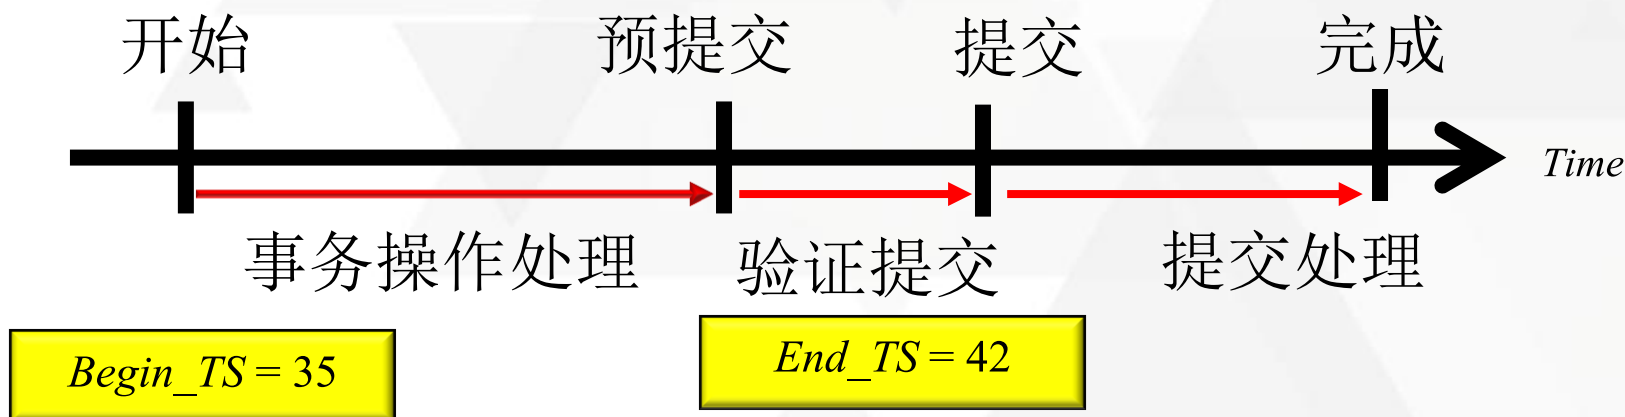 开始 预提交 提交 完成
Time
事务操作处理 验证提交 提交处理
Begin_TS = 35 End_TS = 42